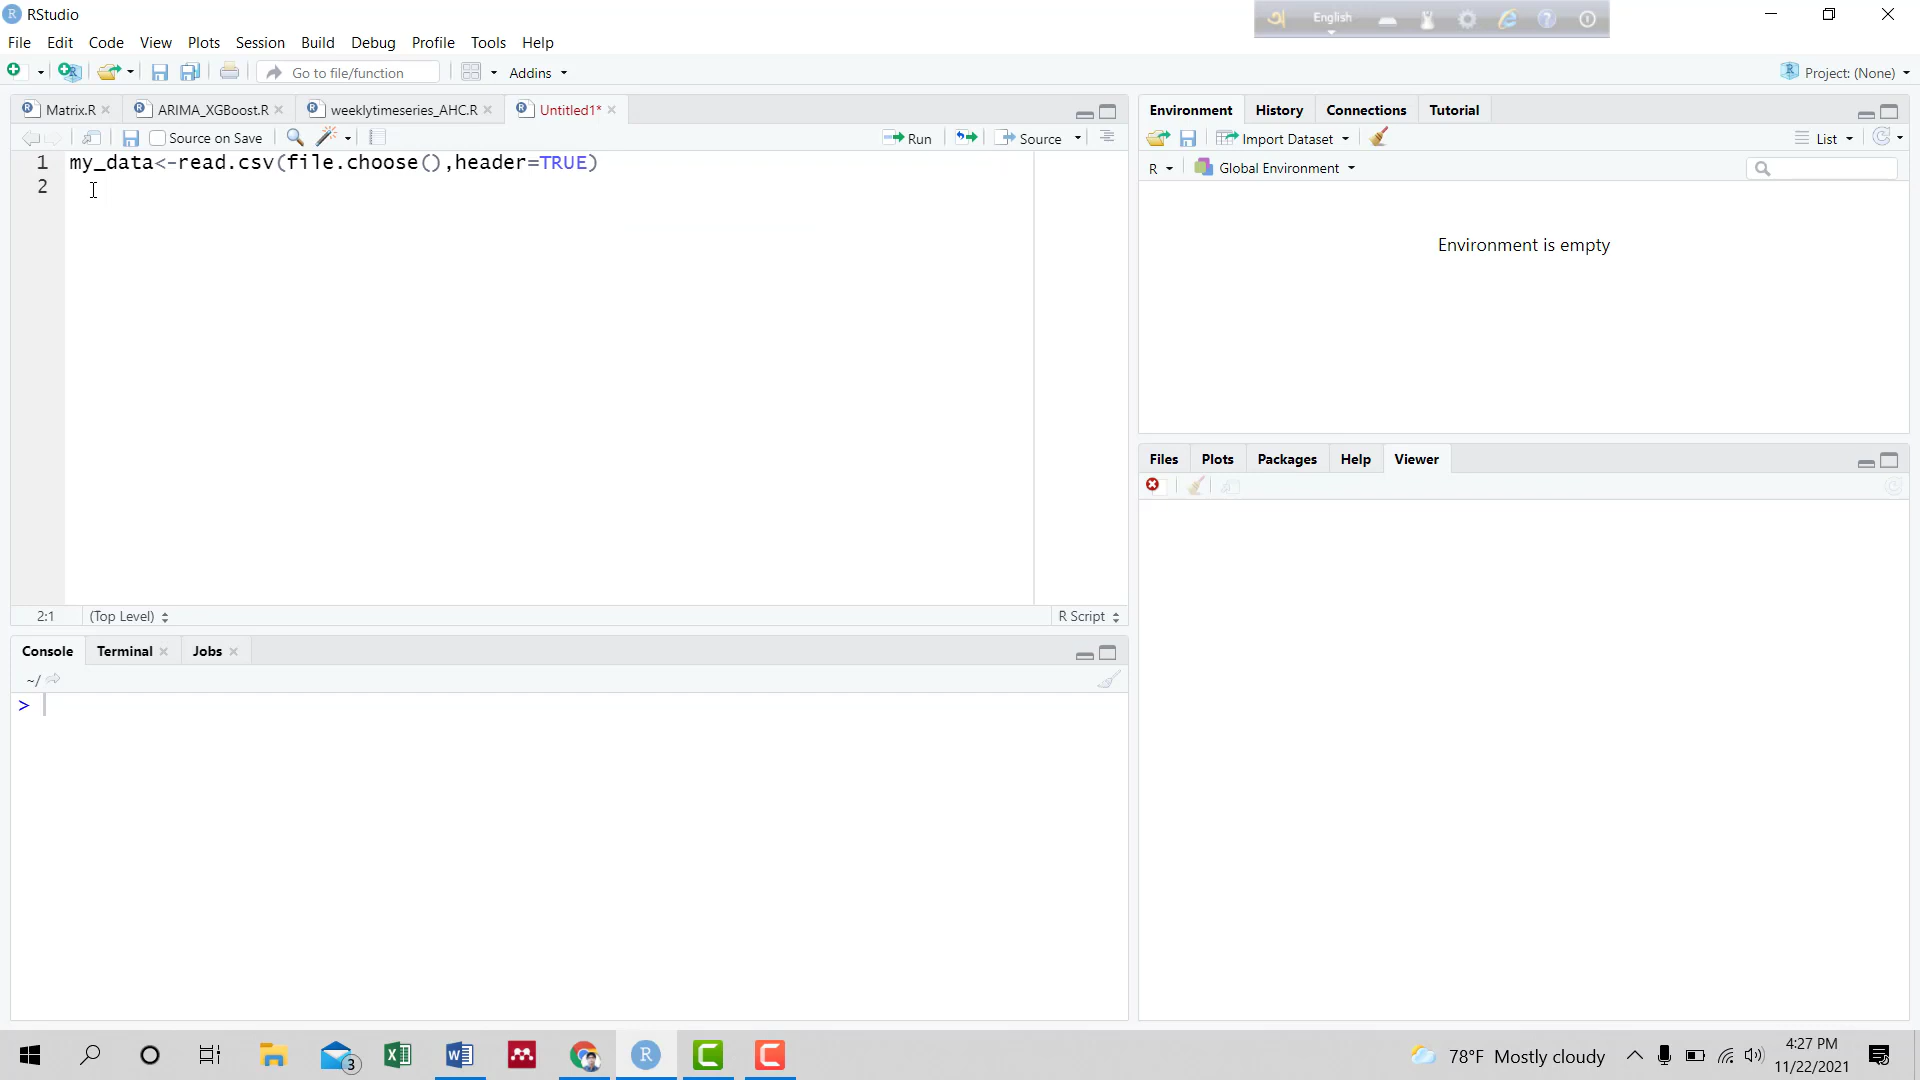 RStudio
English
File Edit Code View Plots Session Build Debug Profile Tools Help
Go to file/function
Addins
Project: (None)
Matrix.R
ARIMA_XGBoost.R
weeklytimeseries_AHC.R
Untitled1*
Source on Save
Run
Source
1 my_data<-read.csv(file.choose(),header=TRUE)
2
2:1
(Top Level)
R Script
Console
Terminal
Jobs
~/
>
Environment
History
Connections
Tutorial
Import Dataset
List
R
Global Environment
Environment is empty
Files
Plots
Packages
Help
Viewer
3
78°F Mostly cloudy
4:27 PM
11/22/2021